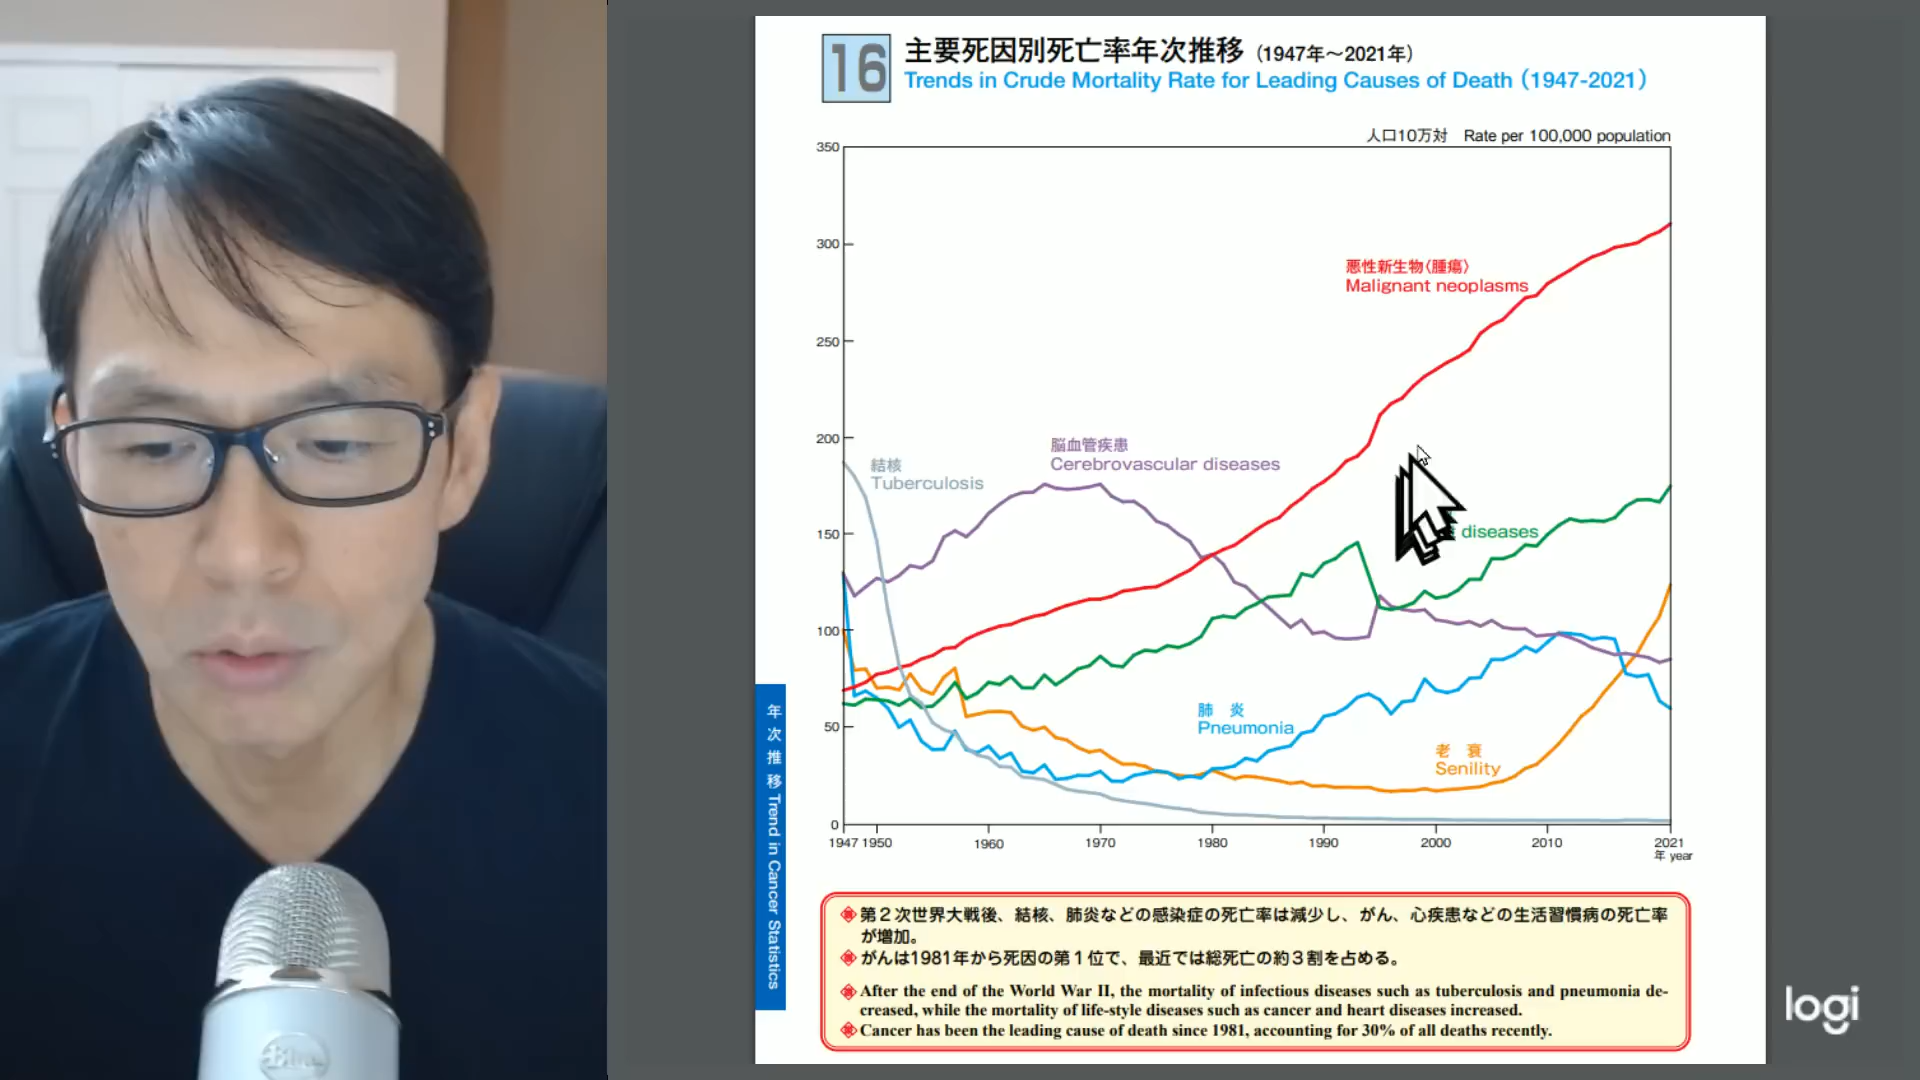 16
主要死因別死亡率年次推移 (1947年～2021年)
Trends in Crude Mortality Rate for Leading Causes of Death (1947-2021)
人口10万対 Rate per 100,000 population
350
300
250
200
150
100
50
0
悪性新生物〈腫瘍〉
Malignant neoplasms
脳血管疾患
Cerebrovascular diseases
結核
Tuberculosis
diseases
肺 炎
Pneumonia
老 衰
Senility
1947 1950 1960 1970 1980 1990 2000 2010 2021
年 year
年次推移 Trend in Cancer Statistics
第2次世界大戦後、結核、肺炎などの感染症の死亡率は減少し、がん、心疾患などの生活習慣病の死亡率
が増加。
がんは1981年から死因の第1位で、最近では総死亡の約3割を占める。
After the end of the World War II, the mortality of infectious diseases such as tuberculosis and pneumonia de-
creased, while the mortality of life-style diseases such as cancer and heart diseases increased.
Cancer has been the leading cause of death since 1981, accounting for 30% of all deaths recently.
Blue
logi